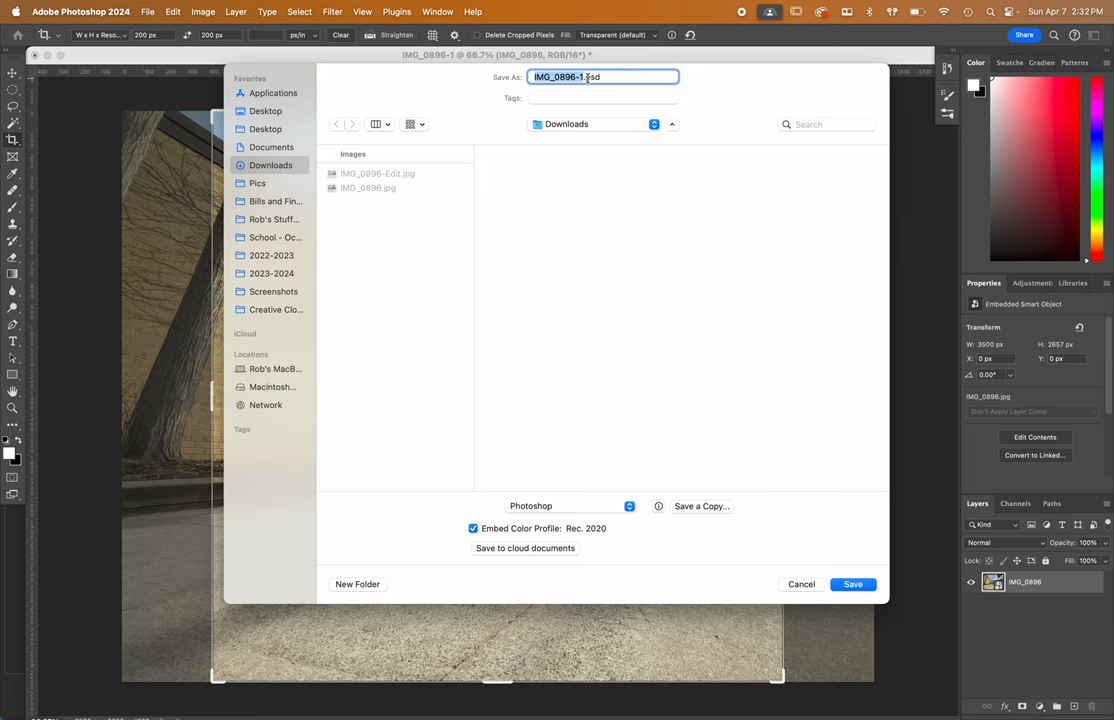 Adobe Photoshop 2024 File Edit Image Layer Type Select Filter View Plugins Window Help Sun Apr 7 2:32 PM
W x H x Reso... 200 px 200 px px/in Clear Straighten Delete Cropped Pixels Fill: Transparent (default) Share
IMG_0896-1 @ 66.7% (IMG_0896, RGB/16*) *
Save As: IMG_0896-1.psd
Tags:
Downloads
Search
Favorites
Applications
Desktop
Desktop
Documents
Downloads
Pics
Bills and Fin...
Rob's Stuff...
School - Oc...
2022-2023
2023-2024
Screenshots
Creative Clo...
iCloud
Locations
Rob's MacB...
Macintosh...
Network
Tags
Images
IMG_0896-Edit.jpg
IMG_0896.jpg
Photoshop
Save a Copy...
Embed Color Profile: Rec. 2020
Save to cloud documents
New Folder
Cancel Save
Color Swatche Gradien Patterns
Properties Adjustment: Libraries
Embedded Smart Object
Transform
W: 3500 px H: 2657 px
X: 0 px Y: 0 px
0.00°
IMG_0896.jpg
Don't Apply Layer Comp
Edit Contents
Convert to Linked...
Layers Channels Paths
Kind
Normal Opacity: 100%
Lock: Fill: 100%
IMG_0896